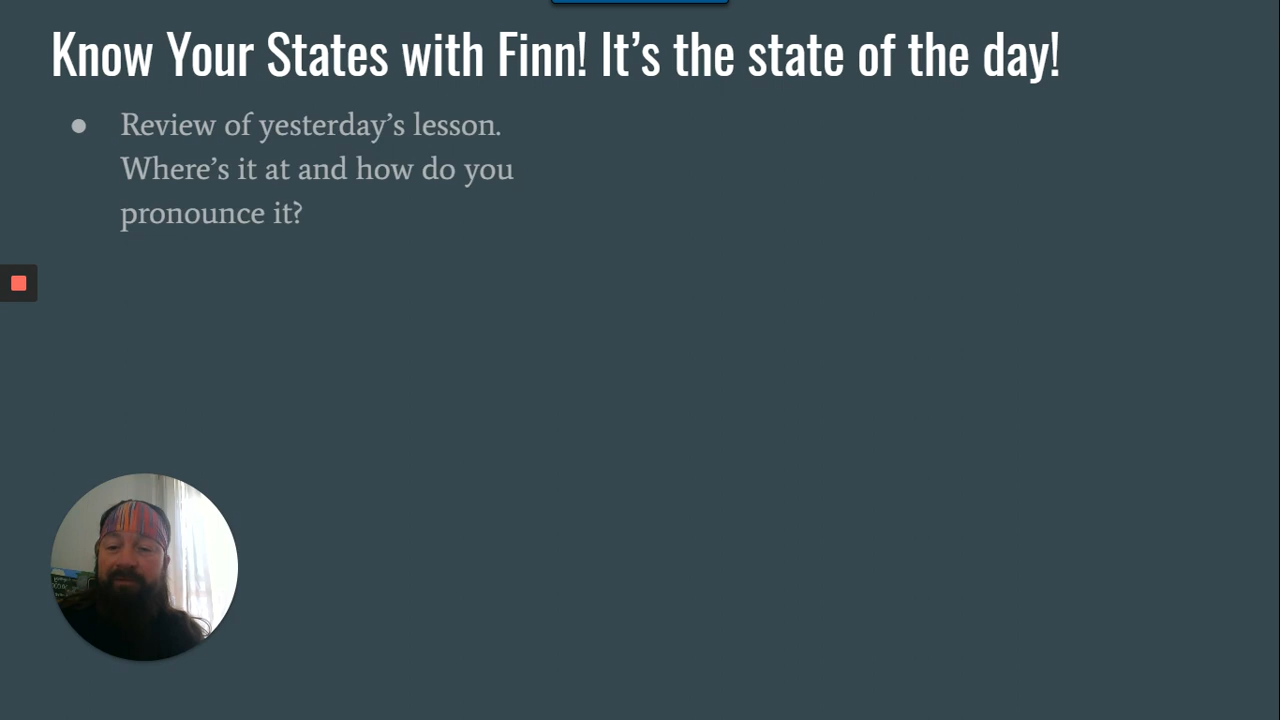 Know Your States with Finn! It’s the state of the day!
● Review of yesterday’s lesson.
Where’s it at and how do you
pronounce it?